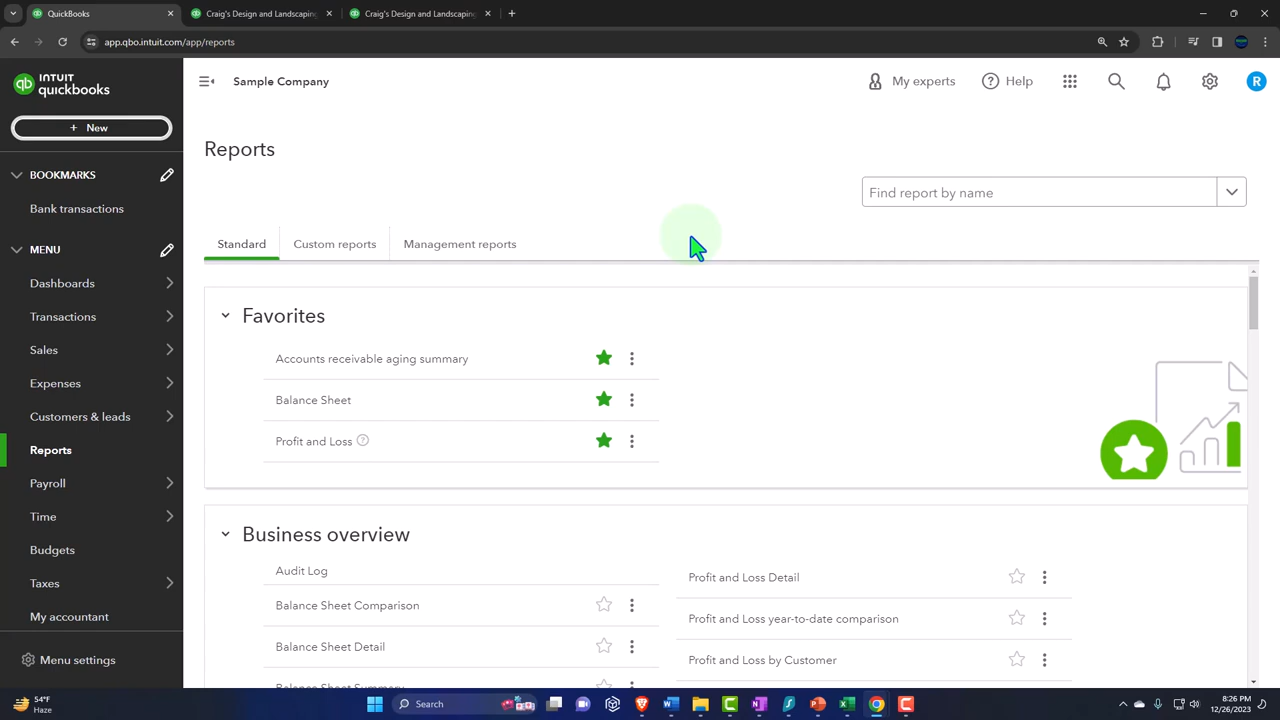 QuickBooks
Craig's Design and Landscaping
Craig's Design and Landscaping
app.qbo.intuit.com/app/reports
INTUIT
quickbooks
Sample Company
My experts
Help
R
+ New
Reports
BOOKMARKS
Find report by name
Bank transactions
Standard
Custom reports
Management reports
MENU
Dashboards
Transactions
Sales
Expenses
Customers & leads
Reports
Payroll
Time
Budgets
Taxes
My accountant
Menu settings
Favorites
Accounts receivable aging summary
Balance Sheet
Profit and Loss
Business overview
Audit Log
Balance Sheet Comparison
Balance Sheet Detail
Balance Sheet Summary
Profit and Loss Detail
Profit and Loss year-to-date comparison
Profit and Loss by Customer
54°F
Haze
Search
8:26 PM
12/26/2023